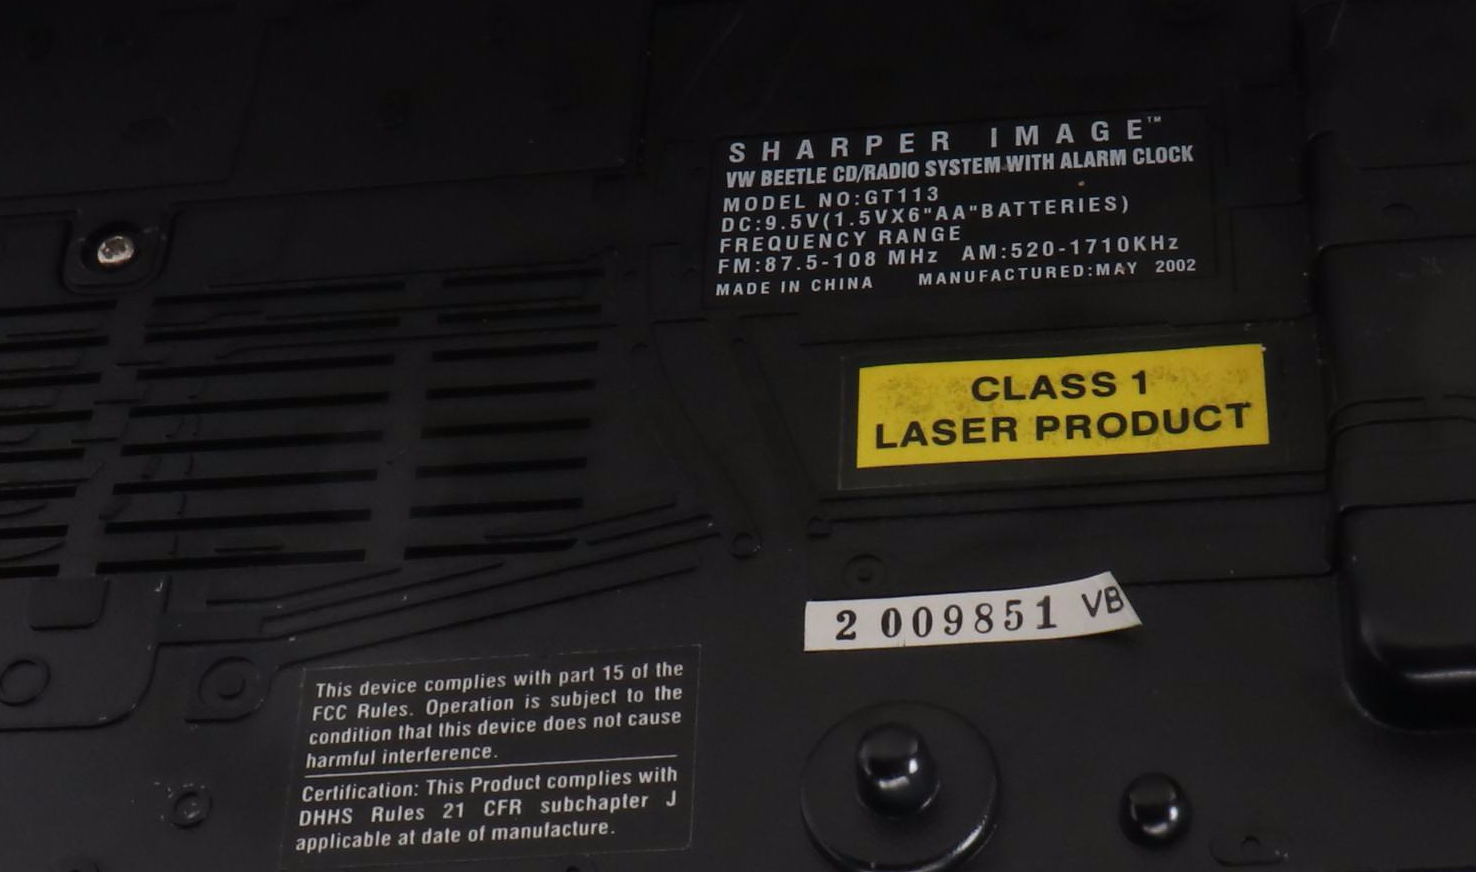 SHARPER IMAGE™
VW BEETLE CD/RADIO SYSTEM WITH ALARM CLOCK
MODEL NO:GT113
DC:9.5V(1.5VX6"AA"BATTERIES)
FREQUENCY RANGE
FM:87.5-108 MHz AM:520-1710KHz
MADE IN CHINA MANUFACTURED:MAY 2002
CLASS 1
LASER PRODUCT
2 009851 VB
This device complies with part 15 of the
FCC Rules. Operation is subject to the
condition that this device does not cause
harmful interference.
Certification: This Product complies with
DHHS Rules 21 CFR subchapter J
applicable at date of manufacture.